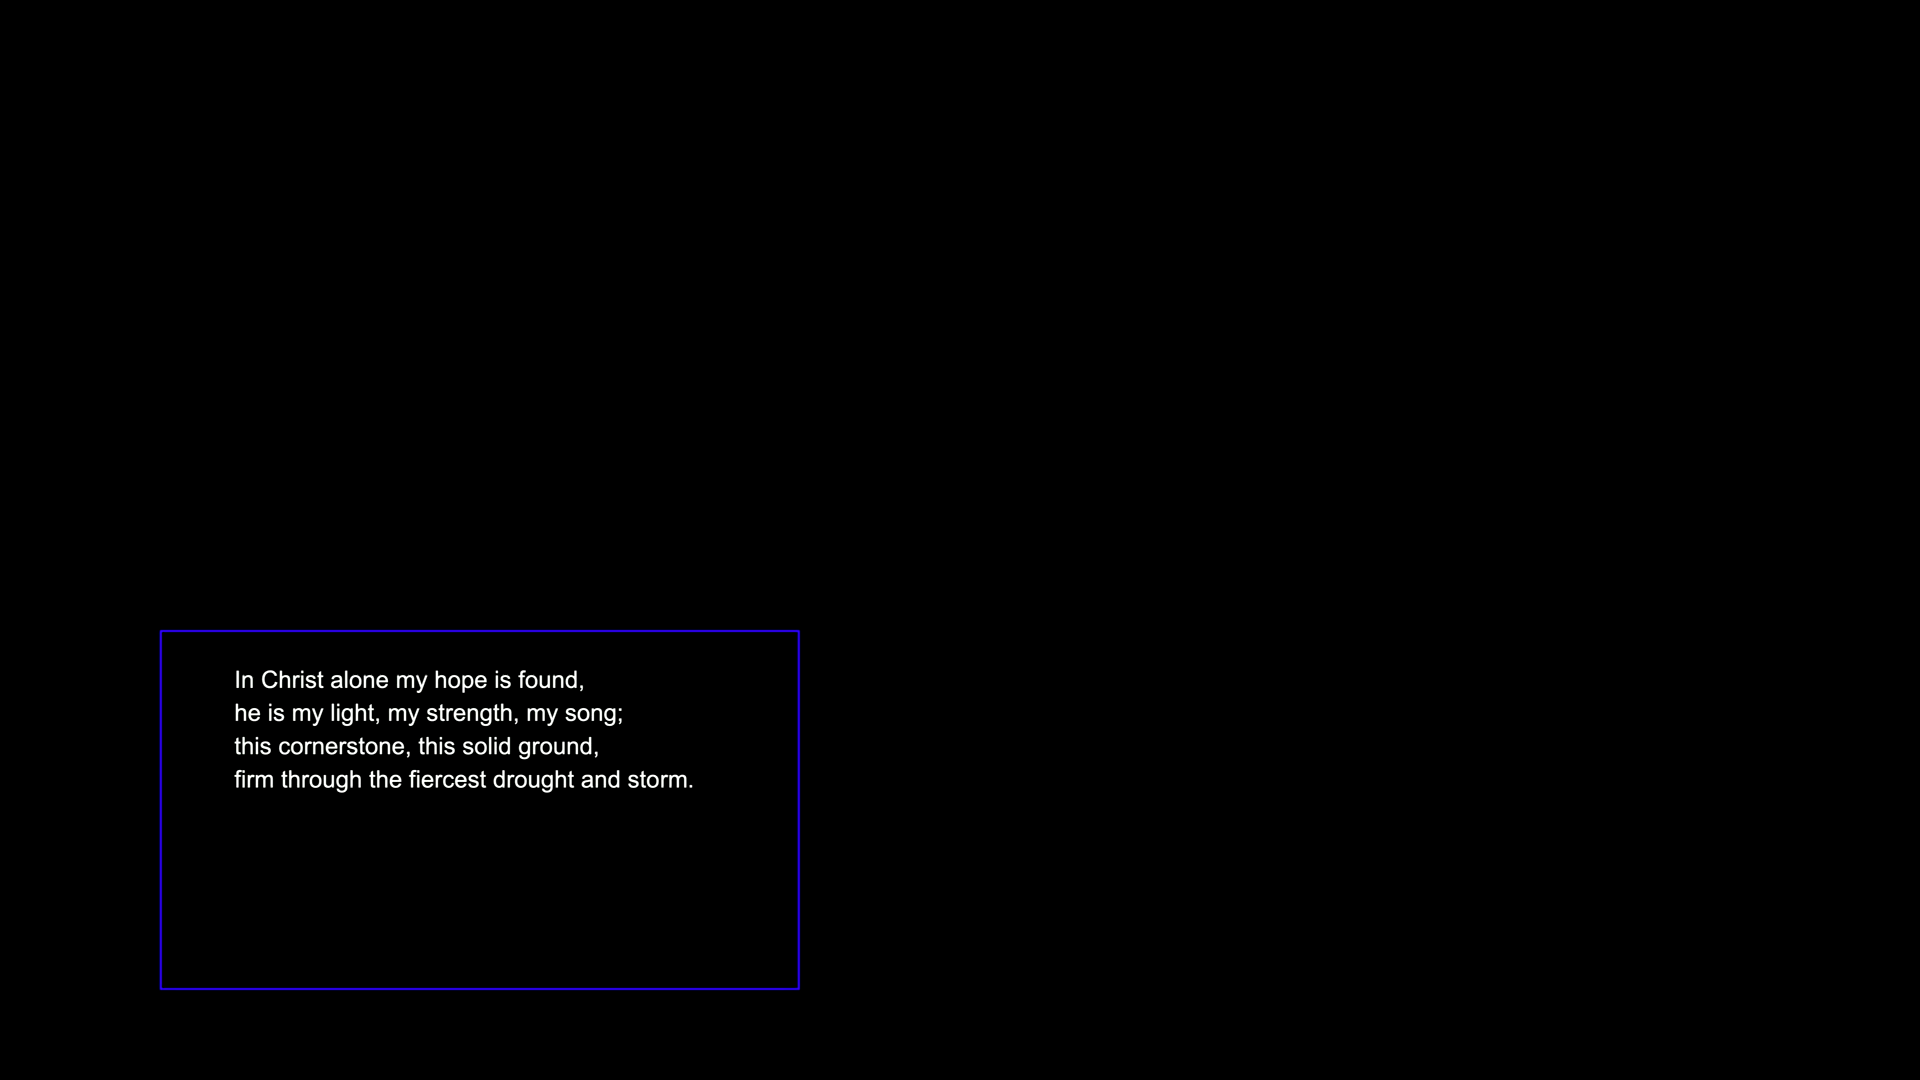 In Christ alone my hope is found,
he is my light, my strength, my song;
this cornerstone, this solid ground,
firm through the fiercest drought and storm.